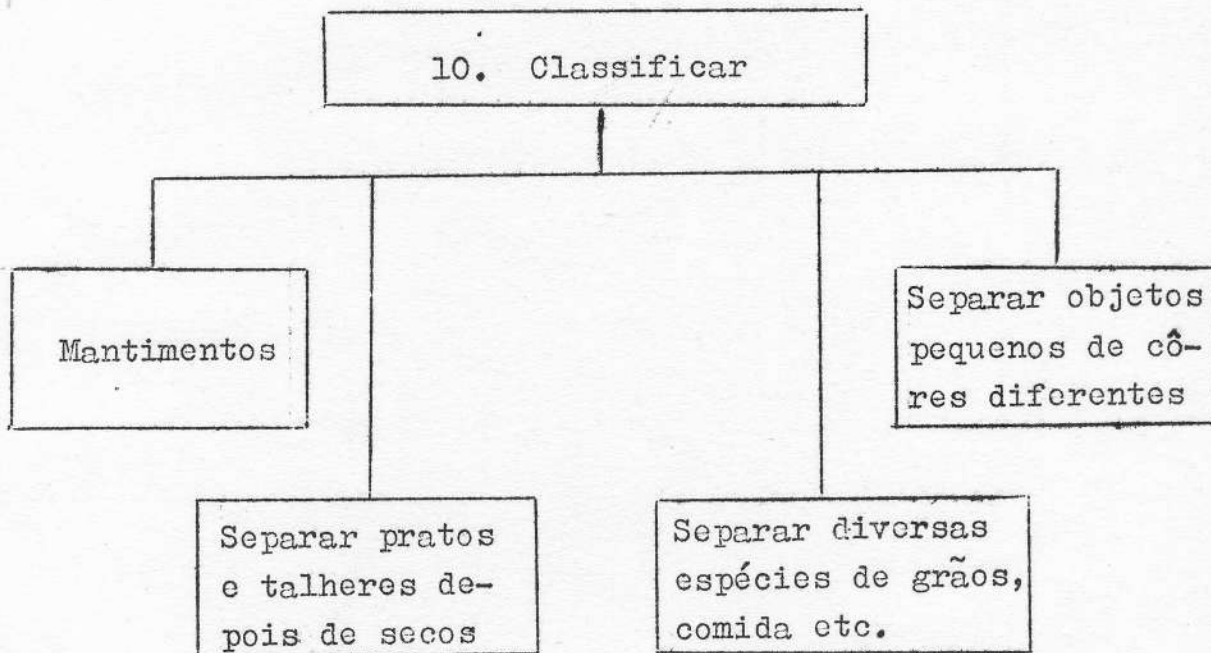 10. Classificar
Mantimentos
Separar objetos
pequenos de cô-
res diferentes
Separar pratos
e talheres de-
pois de secos
Separar diversas
espécies de grãos,
comida etc.